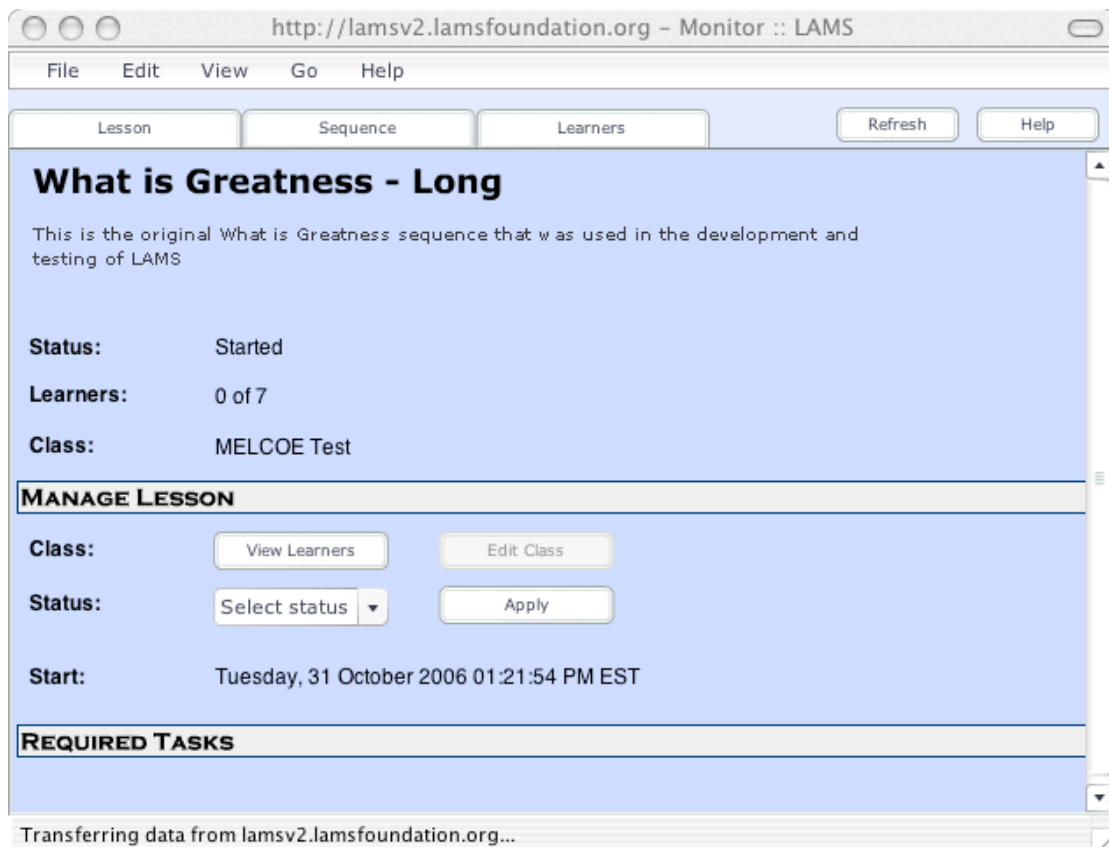 http://lamsv2.lamsfoundation.org – Monitor :: LAMS
File Edit View Go Help
Lesson Sequence Learners Refresh Help
What is Greatness - Long
This is the original What is Greatness sequence that was used in the development and
testing of LAMS
Status: Started
Learners: 0 of 7
Class: MELCOE Test
MANAGE LESSON
Class: View Learners Edit Class
Status: Select status Apply
Start: Tuesday, 31 October 2006 01:21:54 PM EST
REQUIRED TASKS
Transferring data from lamsv2.lamsfoundation.org...